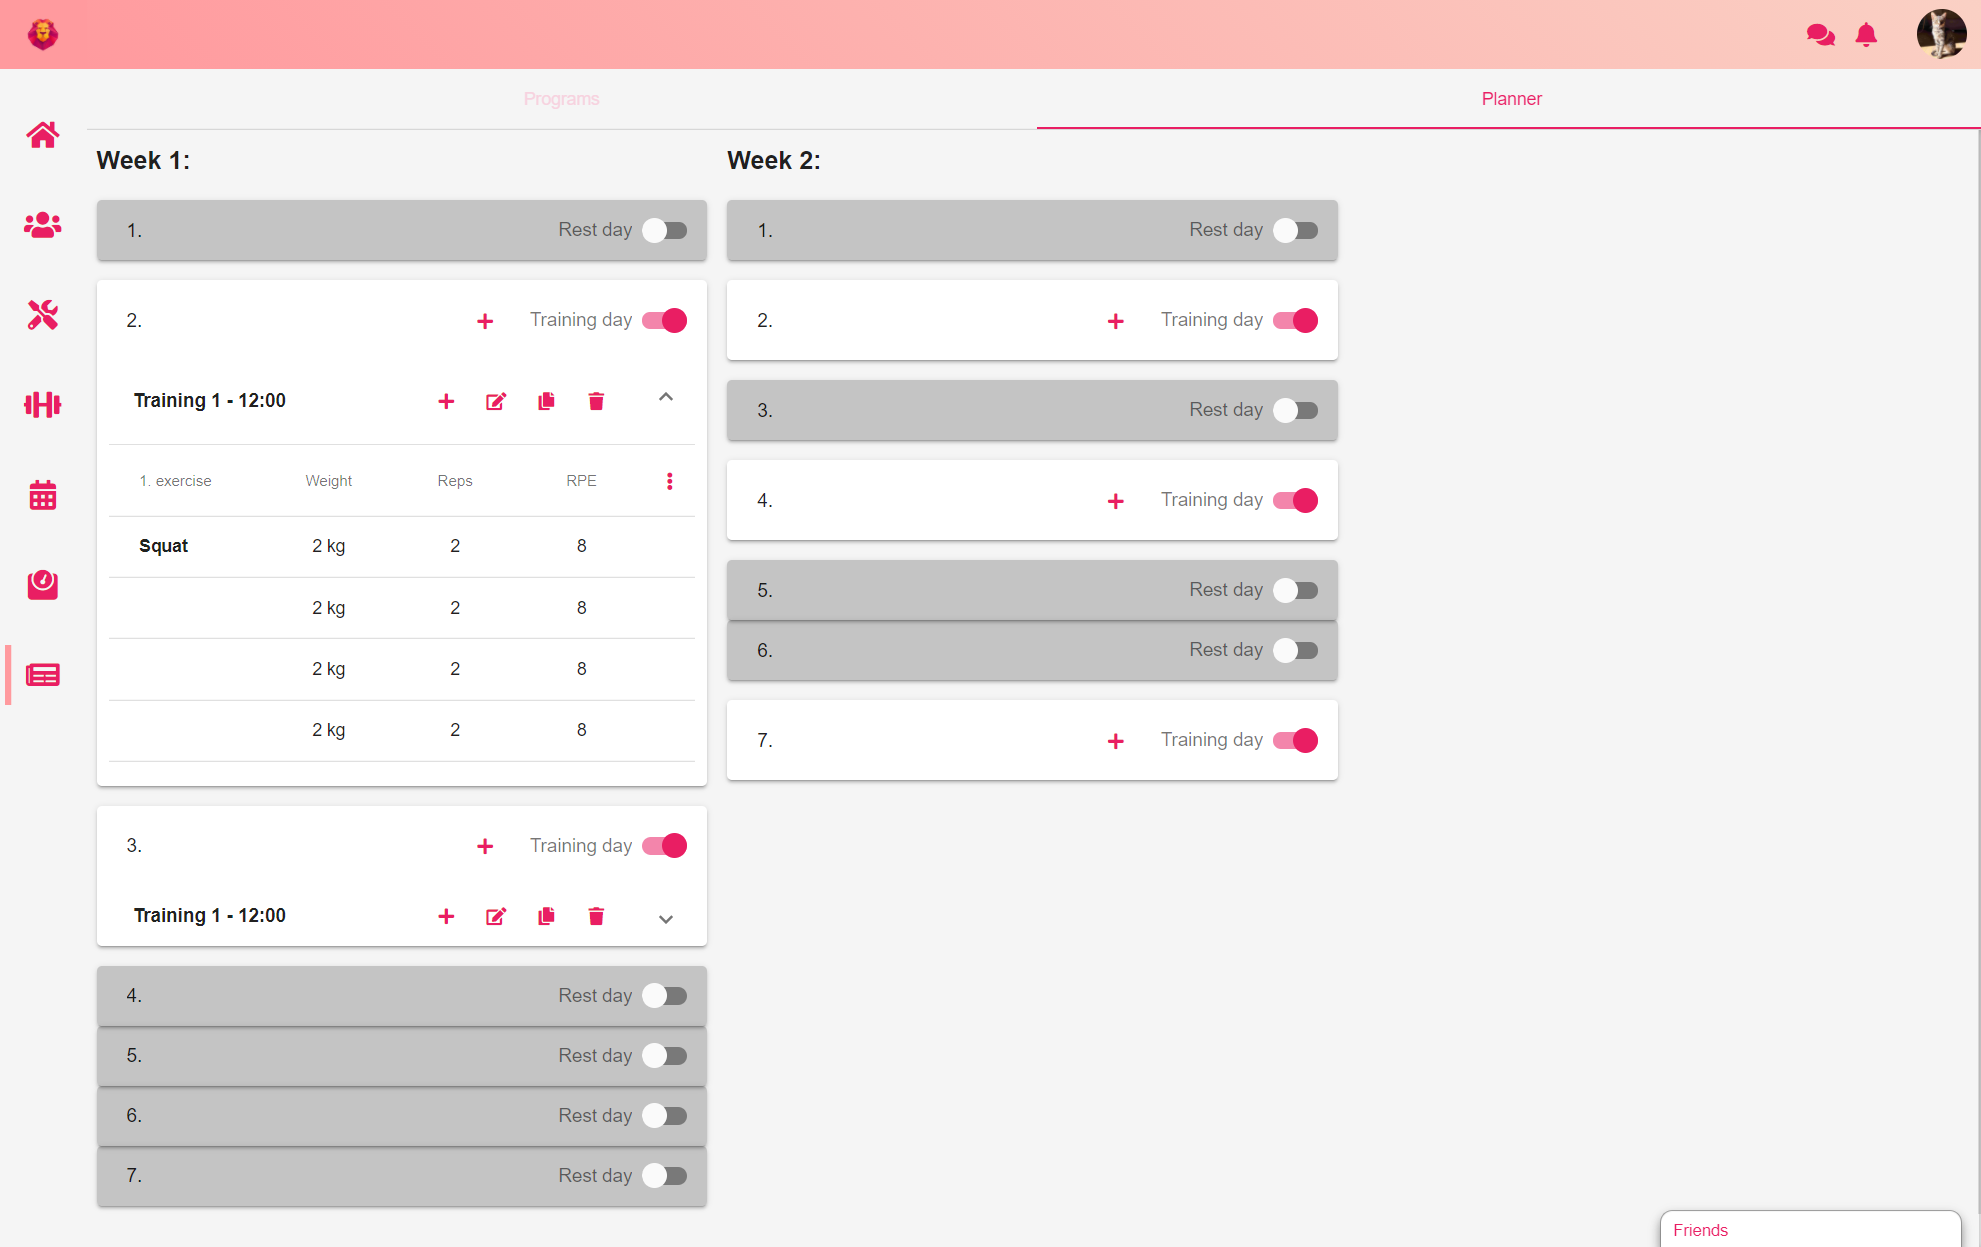 Programs
Planner
Week 1:
1. Rest day
2. Training day
Training 1 - 12:00
1. exercise Weight Reps RPE
Squat 2 kg 2 8
2 kg 2 8
2 kg 2 8
2 kg 2 8
3. Training day
Training 1 - 12:00
4. Rest day
5. Rest day
6. Rest day
7. Rest day
Week 2:
1. Rest day
2. Training day
3. Rest day
4. Training day
5. Rest day
6. Rest day
7. Training day
Friends